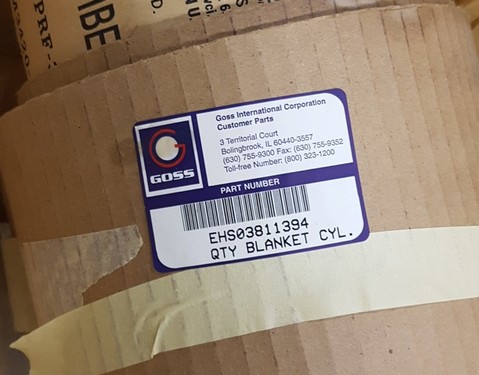 IBE
Goss International Corporation
Customer Parts
3 Territorial Court
Bolingbrook, IL 60440-3557
(630) 755-9300 Fax: (630) 755-9352
Toll-free Number: (800) 323-1200
GOSS
PART NUMBER
EHS03811394
QTY BLANKET CYL.